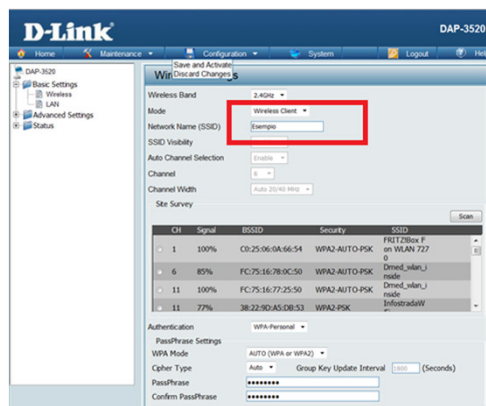 D-Link
DAP-3520
Home Maintenance Configuration System Logout Hel
Save and Activate
Discard Changes
DAP-3520
Basic Settings
Wireless
LAN
Advanced Settings
Status
Wir s
Wireless Band 2.4GHz
Mode Wireless Client
Network Name (SSID) Esempio
SSID Visibility
Auto Channel Selection Enable
Channel 6
Channel Width Auto 20/40 MHz
Site Survey
Scan
CH Signal BSSID Security SSID
1 100% C0:25:06:0A:66:54 WPA2-AUTO-PSK FRITZ!Box F
on WLAN 727
0
6 85% FC:75:16:78:0C:50 WPA2-AUTO-PSK Dmed_wlan_i
nside
11 100% FC:75:16:77:25:50 WPA2-AUTO-PSK Dmed_wlan_i
nside
11 77% 38:22:9D:A5:DB:53 WPA2-PSK InfostradaW
Authentication WPA-Personal
PassPhrase Settings
WPA Mode AUTO (WPA or WPA2)
Cipher Type Auto Group Key Update Interval 1800 (Seconds)
PassPhrase ••••••••
Confirm PassPhrase ••••••••